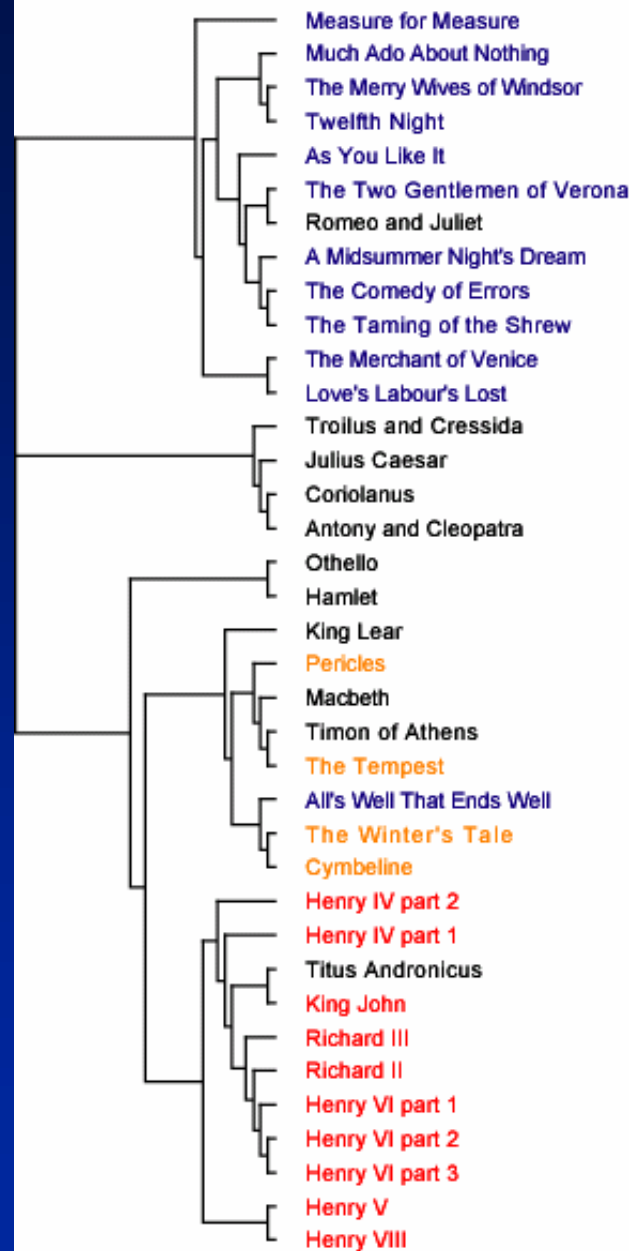 Measure for Measure
Much Ado About Nothing
The Merry Wives of Windsor
Twelfth Night
As You Like It
The Two Gentlemen of Verona
Romeo and Juliet
A Midsummer Night's Dream
The Comedy of Errors
The Taming of the Shrew
The Merchant of Venice
Love's Labour's Lost
Troilus and Cressida
Julius Caesar
Coriolanus
Antony and Cleopatra
Othello
Hamlet
King Lear
Pericles
Macbeth
Timon of Athens
The Tempest
All's Well That Ends Well
The Winter's Tale
Cymbeline
Henry IV part 2
Henry IV part 1
Titus Andronicus
King John
Richard III
Richard II
Henry VI part 1
Henry VI part 2
Henry VI part 3
Henry V
Henry VIII